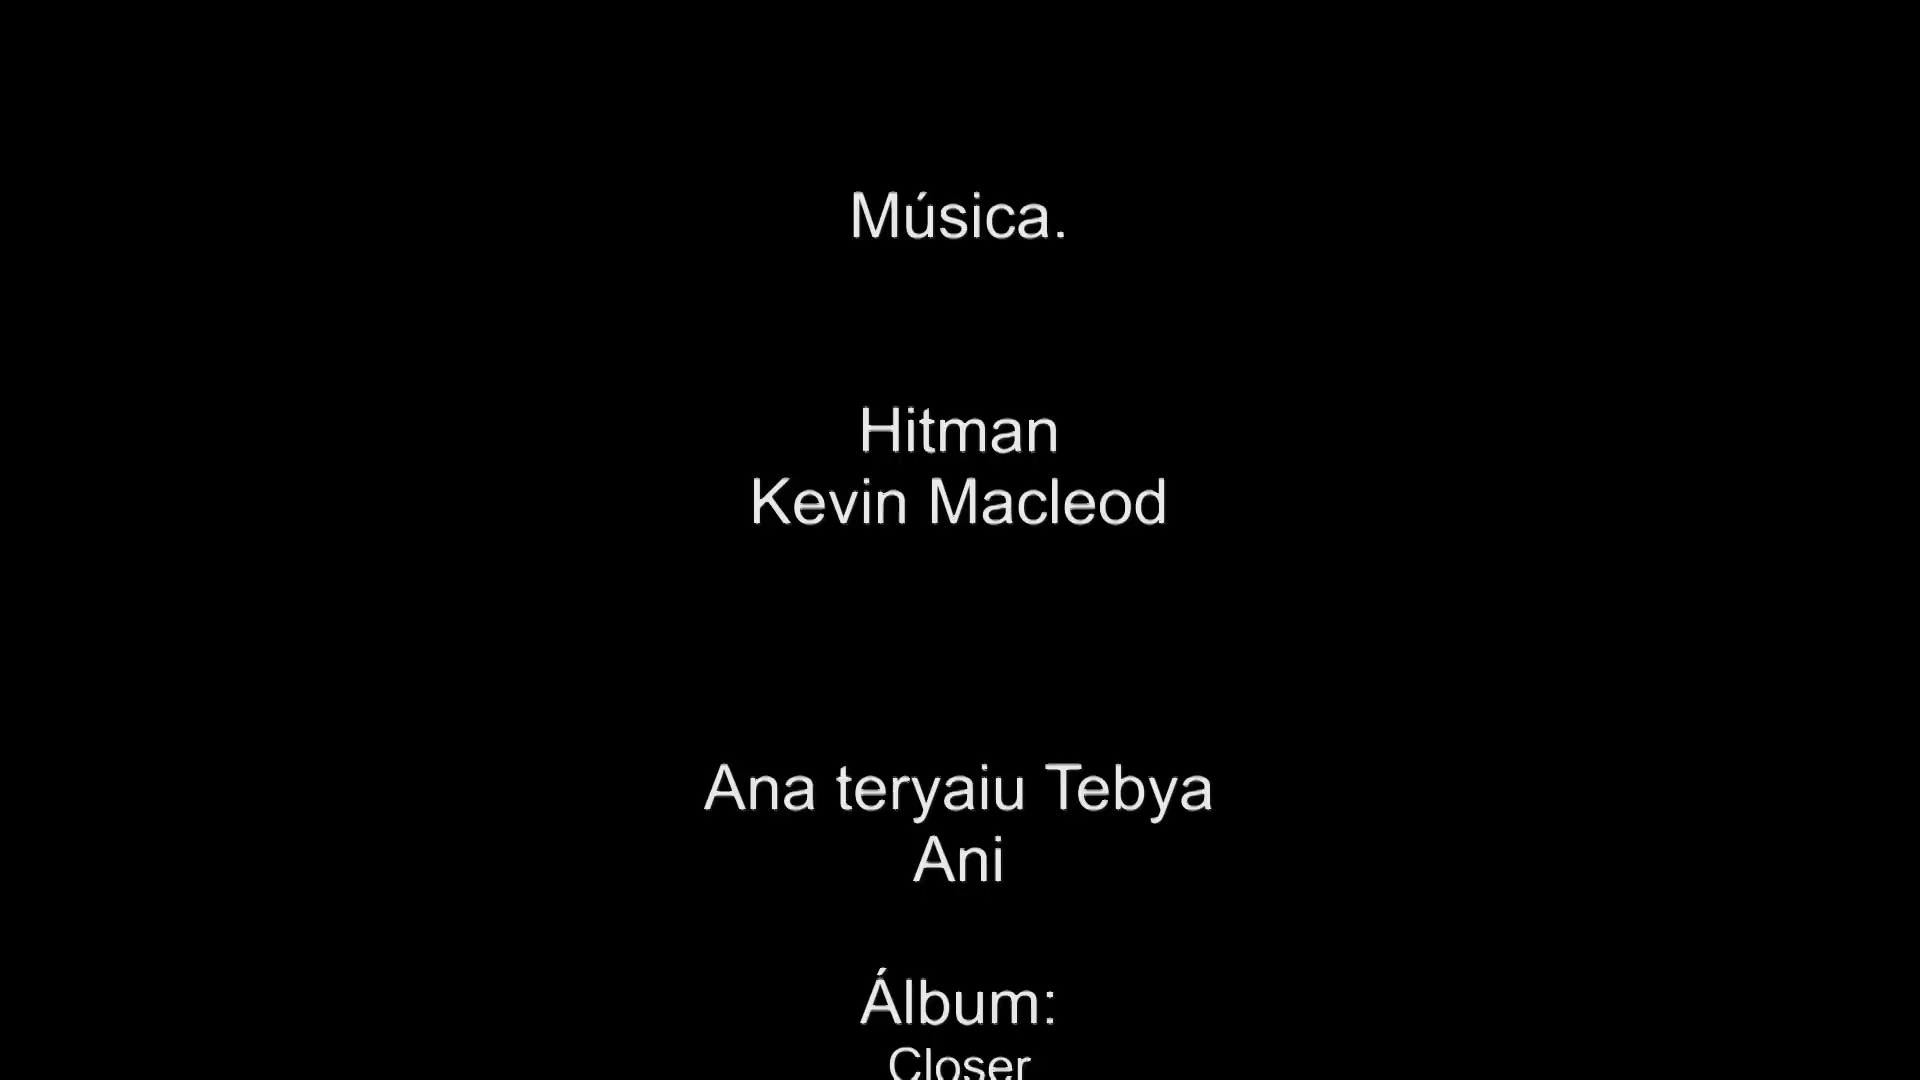 Música.
Hitman
Kevin Macleod
Ana teryaiu Tebya
Ani
Álbum:
Closer